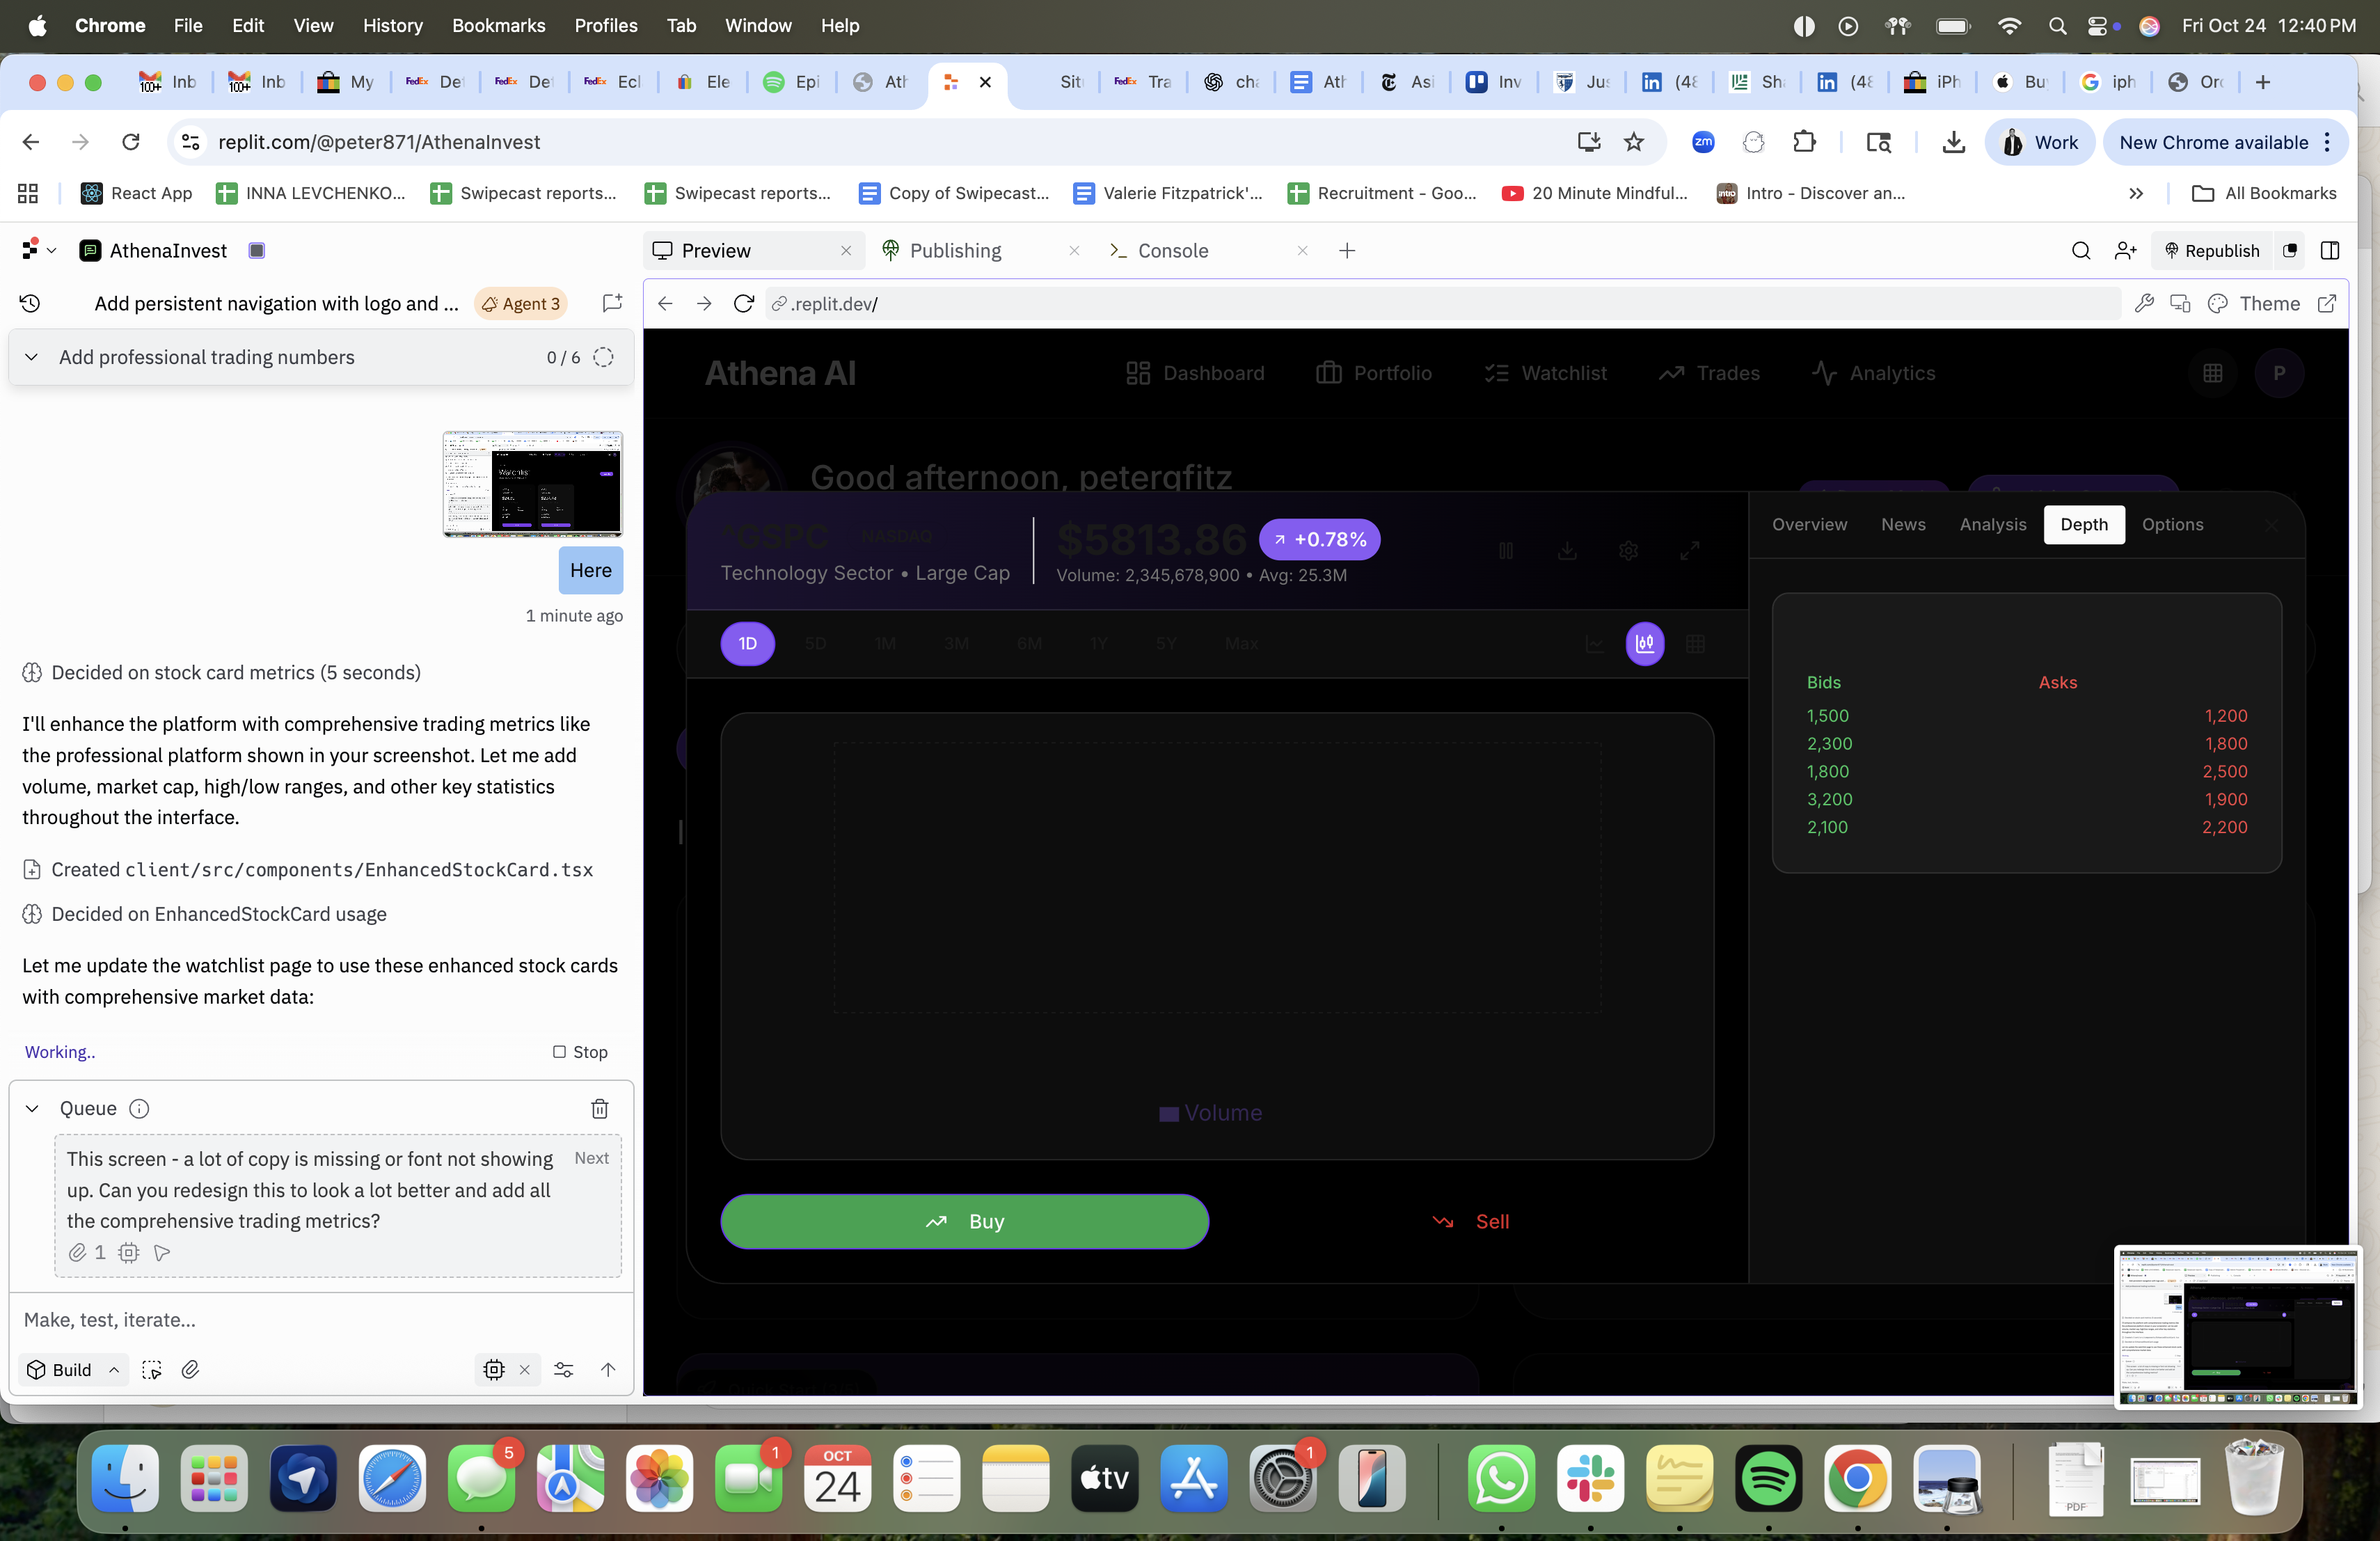 Chrome File Edit View History Bookmarks Profiles Tab Window Help
Fri Oct 24 12:40 PM
Inb Inb My Def Def Ecl Ele Epi Ath Situ Tra cha Ath Asi Inv Jus (48 Sha (48 iPh Bu iph Orc
replit.com/@peter871/AthenaInvest
Work
New Chrome available
React App
INNA LEVCHENKO...
Swipecast reports...
Swipecast reports...
Copy of Swipecast...
Valerie Fitzpatrick'...
Recruitment - Goo...
20 Minute Mindful...
Intro - Discover an...
All Bookmarks
AthenaInvest
Preview
Publishing
Console
Republish
Add persistent navigation with logo and ...
Agent 3
.replit.dev/
Theme
Add professional trading numbers
0 / 6
Here
1 minute ago
Decided on stock card metrics (5 seconds)
I'll enhance the platform with comprehensive trading metrics like
the professional platform shown in your screenshot. Let me add
volume, market cap, high/low ranges, and other key statistics
throughout the interface.
Created client/src/components/EnhancedStockCard.tsx
Decided on EnhancedStockCard usage
Let me update the watchlist page to use these enhanced stock cards
with comprehensive market data:
Working..
Stop
Queue
This screen - a lot of copy is missing or font not showing
up. Can you redesign this to look a lot better and add all
the comprehensive trading metrics?
Next
1
Make, test, iterate...
Build
Athena AI
Dashboard
Portfolio
Watchlist
Trades
Analytics
P
Good afternoon, peterqfitz
^GSPC NASDAQ
Technology Sector • Large Cap
$5813.86
+0.78%
Volume: 2,345,678,900 • Avg: 25.3M
1D 5D 1M 3M 6M 1Y 5Y Max
Volume
Buy
Sell
Overview News Analysis Depth Options
Bids Asks
1,500 1,200
2,300 1,800
1,800 2,500
3,200 1,900
2,100 2,200
5
1
OCT
24
tv
1
PDF